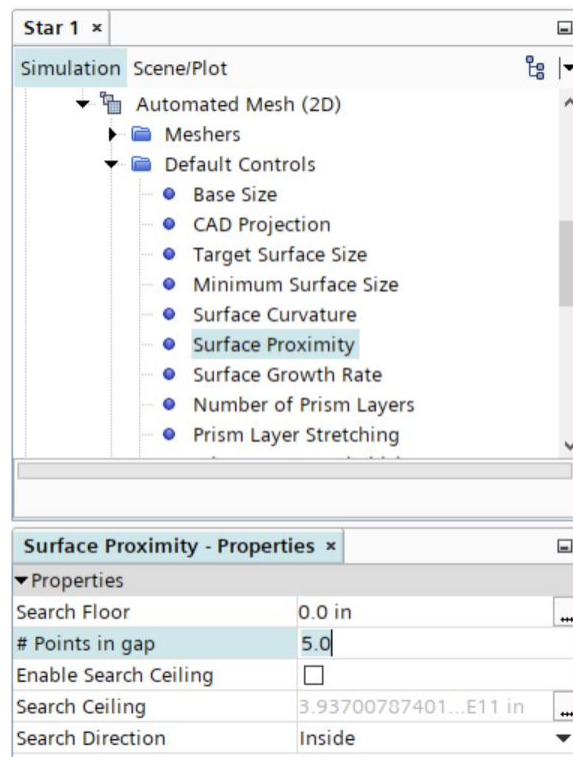 Star 1 ×
Simulation Scene/Plot
Automated Mesh (2D)
Meshers
Default Controls
Base Size
CAD Projection
Target Surface Size
Minimum Surface Size
Surface Curvature
Surface Proximity
Surface Growth Rate
Number of Prism Layers
Prism Layer Stretching
Surface Proximity - Properties ×
Properties
Search Floor 0.0 in ...
# Points in gap 5.0
Enable Search Ceiling
Search Ceiling 3.93700787401...E11 in ...
Search Direction Inside